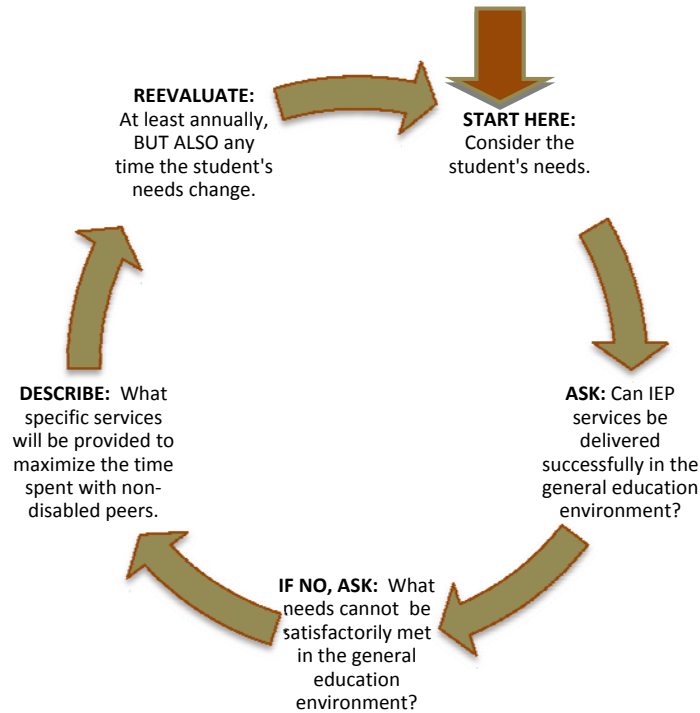 START HERE:
Consider the
student's needs.
ASK: Can IEP
services be
delivered
successfully in the
general education
environment?
IF NO, ASK:  What
needs cannot  be
satisfactorily met
in the general
education
environment?
DESCRIBE:  What
specific services
will be provided to
maximize the time
spent with non-
disabled peers.
REEVALUATE:
At least annually,
BUT ALSO any
time the student's
needs change.